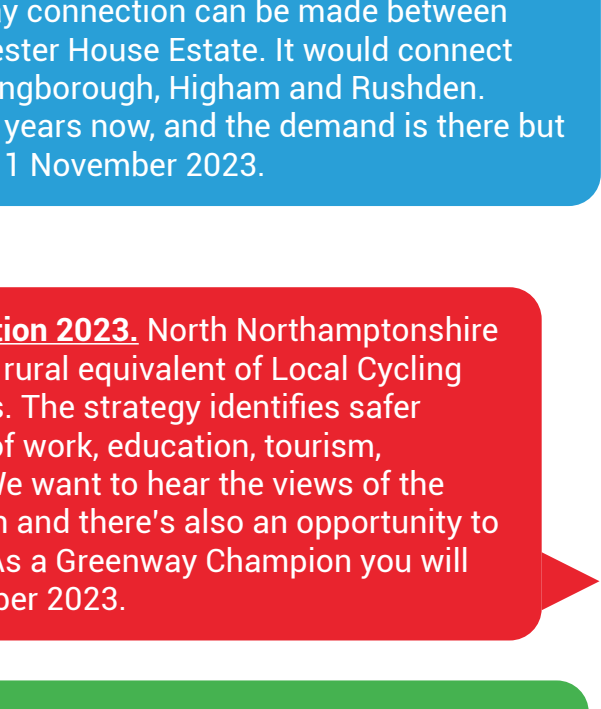 ay connection can be made between
ester House Estate. It would connect
ngborough, Higham and Rushden.
years now, and the demand is there but
1 November 2023.
tion 2023. North Northamptonshire
rural equivalent of Local Cycling
s. The strategy identifies safer
of work, education, tourism,
We want to hear the views of the
n and there's also an opportunity to
As a Greenway Champion you will
ber 2023.